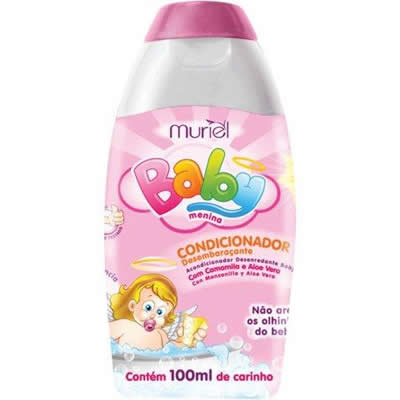 muriel
Baby
menina
CONDICIONADOR
Desembaraçante
Acondicionador Desenredante Baby
Com Camomila e Aloe Vera
Con Manzanilla y Aloe Vera
Não
os olhin
do be
Contém 100ml de carinho